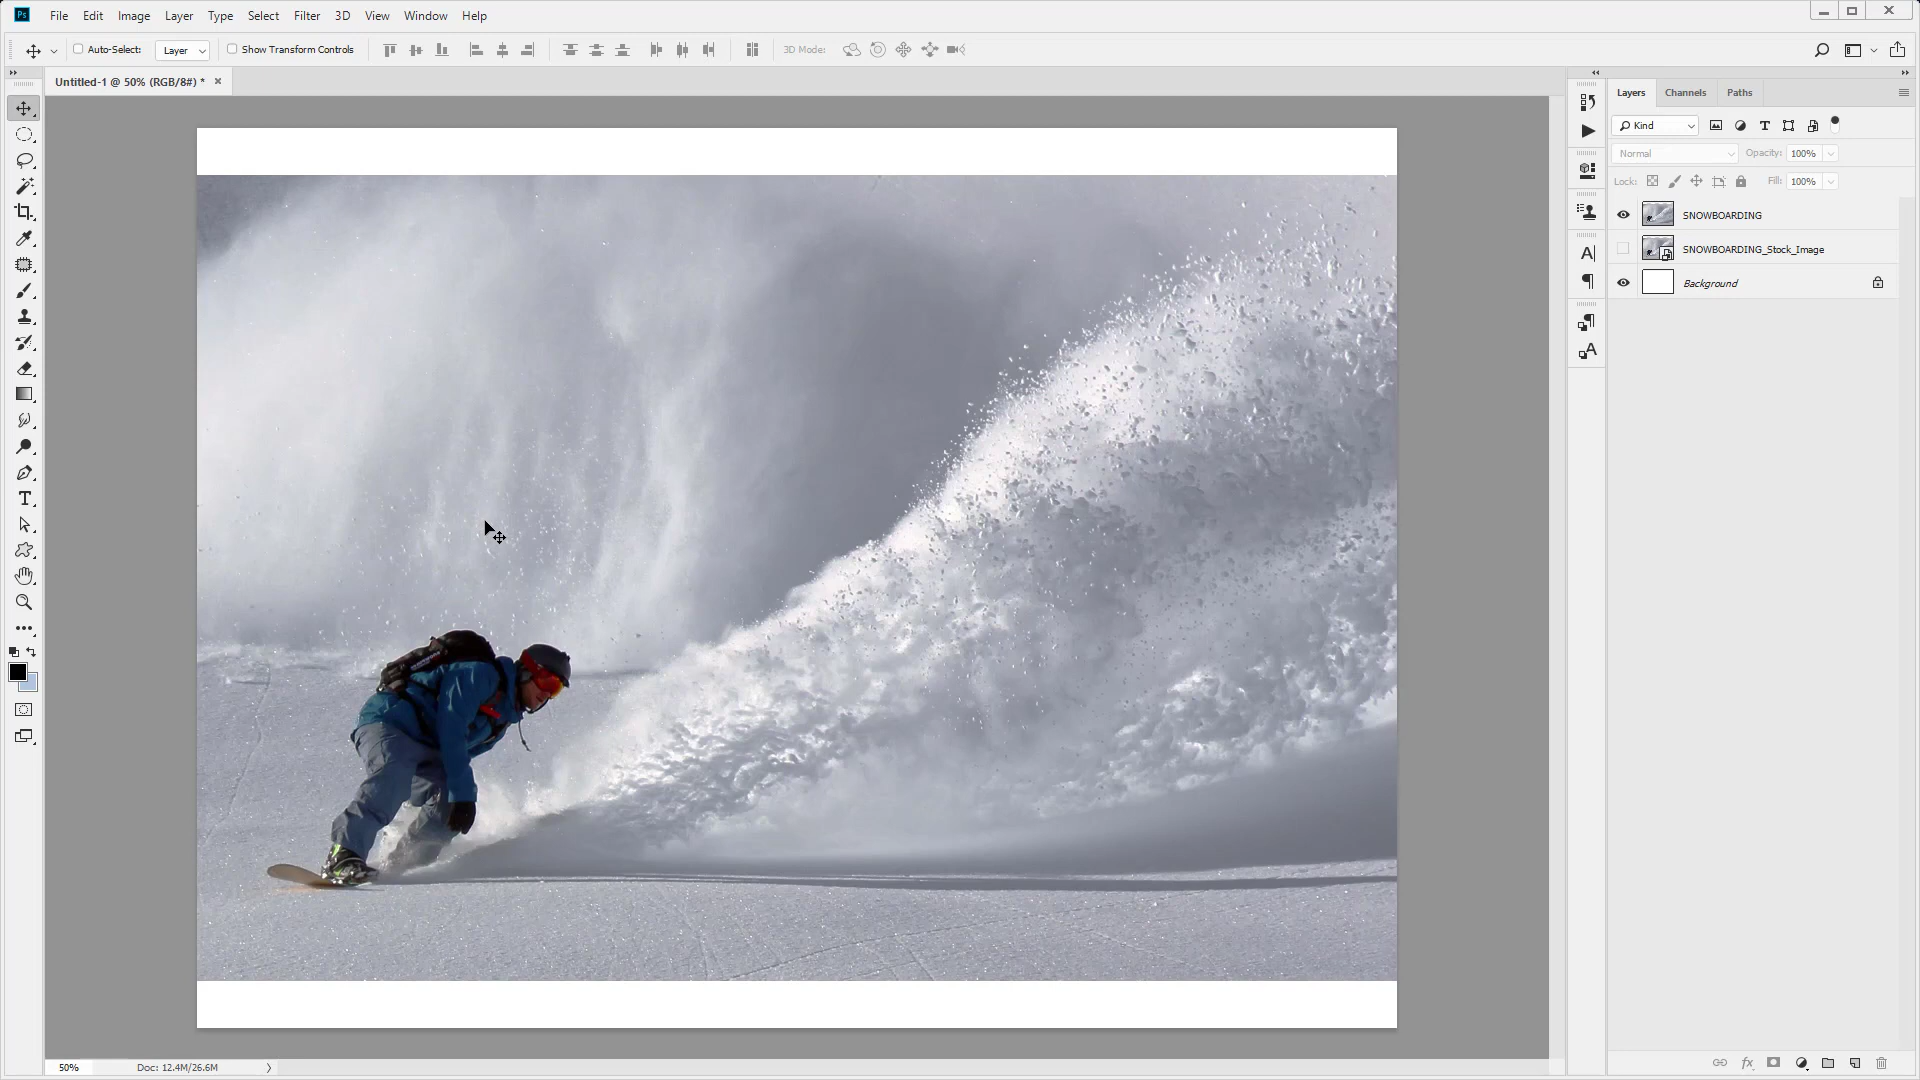 Ps File Edit Image Layer Type Select Filter 3D View Window Help
Auto-Select: Layer Show Transform Controls 3D Mode:
Untitled-1 @ 50% (RGB/8#) *
Layers Channels Paths
Kind
Normal Opacity: 100%
Lock: Fill: 100%
SNOWBOARDING
SNOWBOARDING_Stock_Image
Background
50% Doc: 12.4M/26.6M